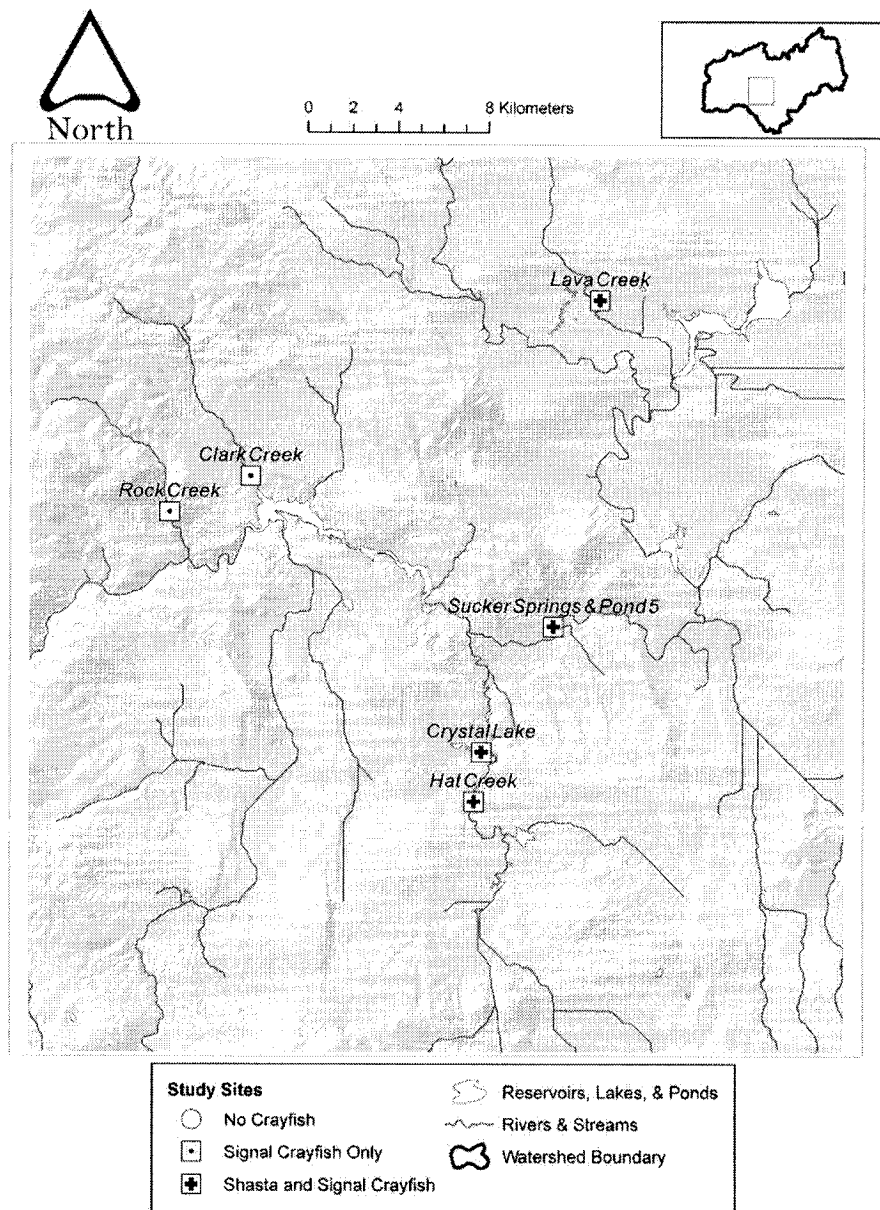 North
0 2 4 8 Kilometers
Lava Creek
Clark Creek
Rock Creek
Sucker Springs & Pond 5
Crystal Lake
Hat Creek
Study Sites
No Crayfish
Signal Crayfish Only
Shasta and Signal Crayfish
Reservoirs, Lakes, & Ponds
Rivers & Streams
Watershed Boundary